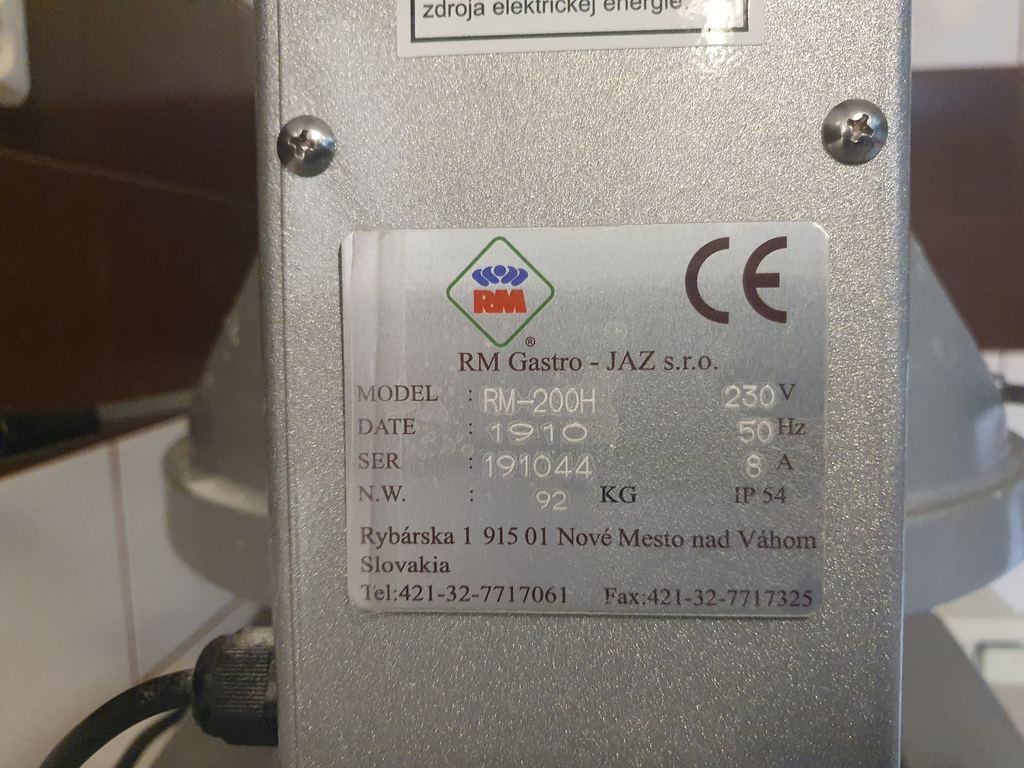 zdroja elektrickej energie.
CE
RM
®
RM Gastro - JAZ s.r.o.
MODEL : RM-200H 230 V
DATE : 1910 50 Hz
SER : 191044 8 A
N.W. : 92 KG IP 54
Rybárska 1 915 01 Nové Mesto nad Váhom
Slovakia
Tel:421-32-7717061 Fax:421-32-7717325